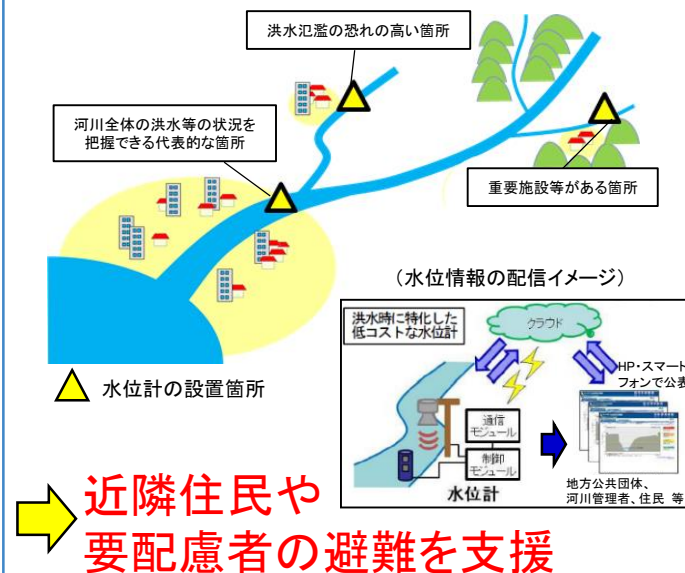 洪水氾濫の恐れの高い箇所
河川全体の洪水等の状況を
把握できる代表的な箇所
重要施設等がある箇所
（水位情報の配信イメージ）
水位計の設置箇所
洪水時に特化した
低コストな水位計
クラウド
HP・スマート
フォンで公表
通信
モジュール
制御
モジュール
水位計
地方公共団体、
河川管理者、住民 等
近隣住民や
要配慮者の避難を支援